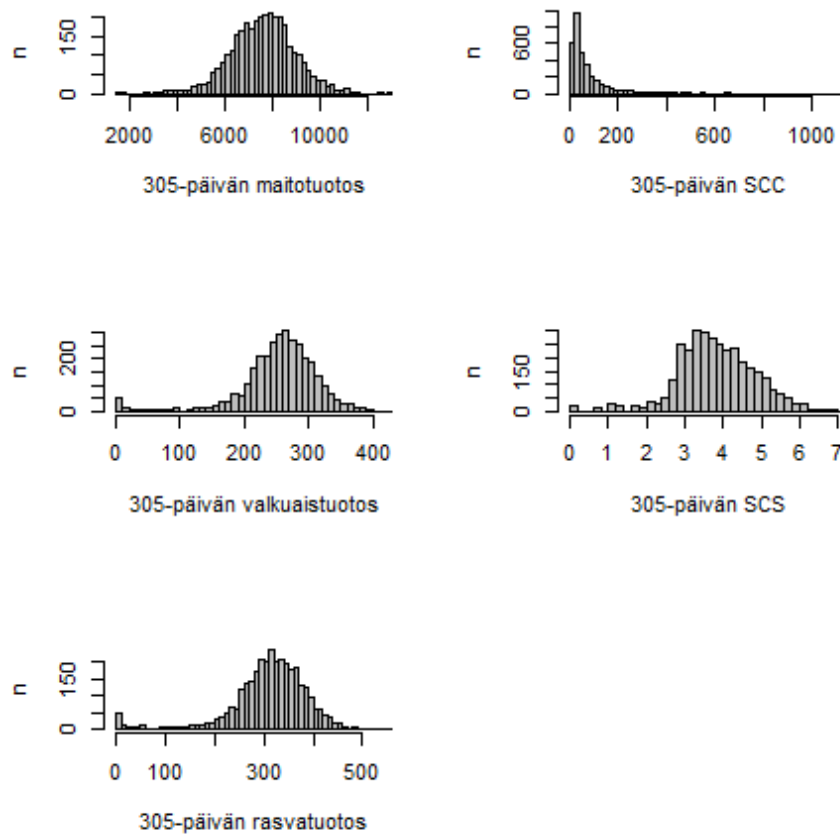 n
150
0
2000 6000 10000
305-päivän maitotuotos
n
600
0
0 200 600 1000
305-päivän SCC
n
200
0
0 100 200 300 400
305-päivän valkuaistuotos
n
150
0
0 1 2 3 4 5 6 7
305-päivän SCS
n
150
0
0 100 300 500
305-päivän rasvatuotos